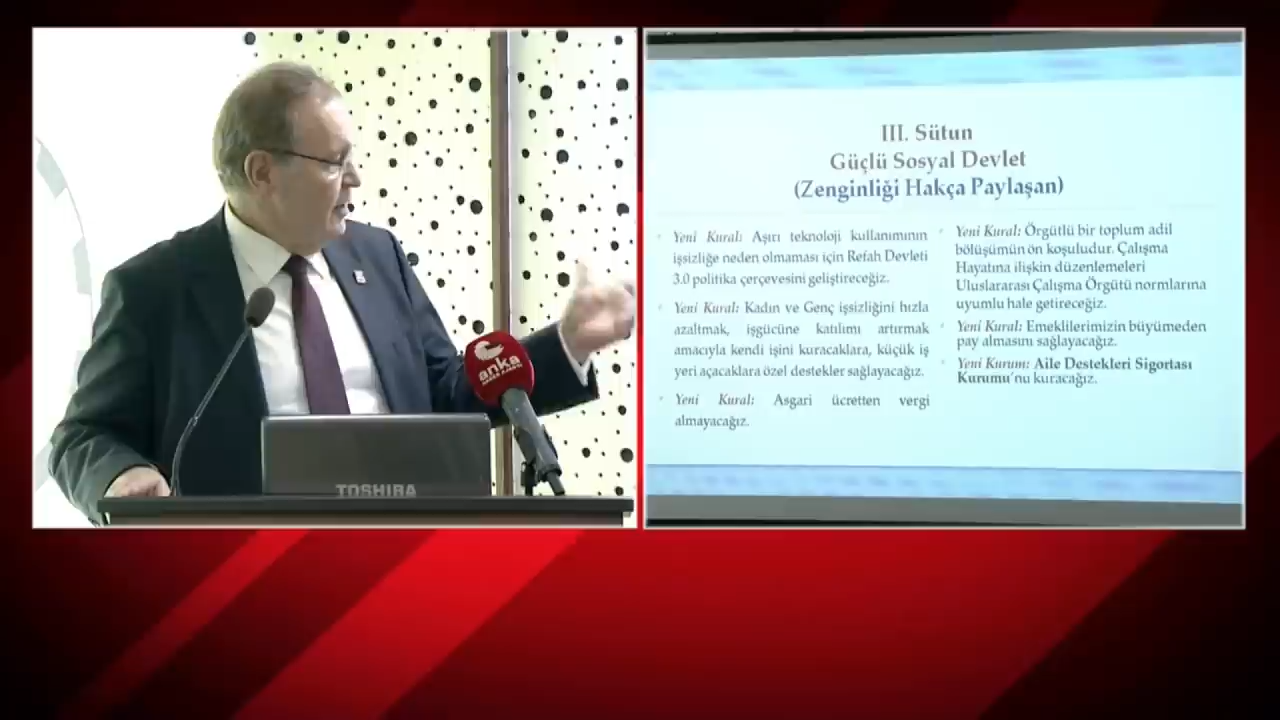 anka
TOSHIBA
III. Sütun
Güçlü Sosyal Devlet
(Zenginliği Hakça Paylaşan)
Yeni Kural: Aşırı teknoloji kullanımının
işsizliğe neden olmaması için Refah Devleti
3.0 politika çerçevesini geliştireceğiz.
Yeni Kural: Kadın ve Genç işsizliğini hızla
azaltmak, işgücüne katılımı artırmak
amacıyla kendi işini kuracaklara, küçük iş
yeri açacaklara özel destekler sağlayacağız.
Yeni Kural: Asgari ücretten vergi
almayacağız.
Yeni Kural: Örgütlü bir toplum adil
bölüşümün ön koşuludur. Çalışma
Hayatına ilişkin düzenlemeleri
Uluslararası Çalışma Örgütü normlarına
uyumlu hale getireceğiz.
Yeni Kural: Emeklilerimizin büyümeden
pay almasını sağlayacağız.
Yeni Kurum: Aile Destekleri Sigortası
Kurumu'nu kuracağız.